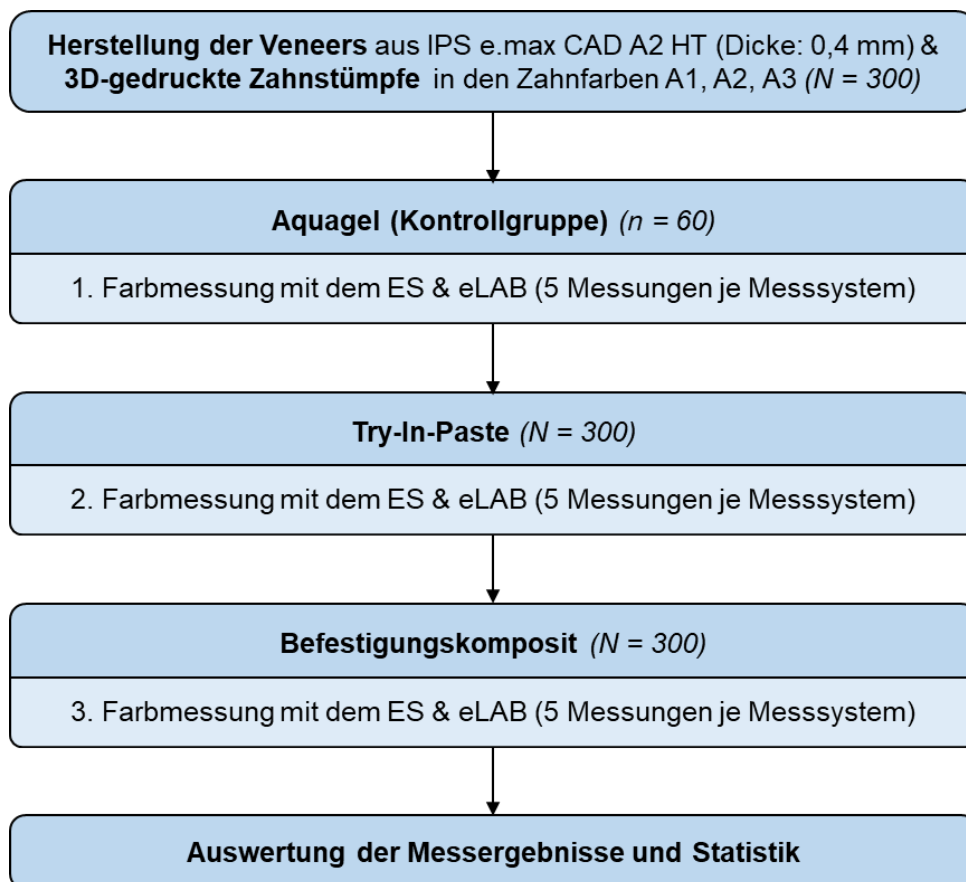 Herstellung der Veneers aus IPS e.max CAD A2 HT (Dicke: 0,4 mm) &
3D-gedruckte Zahnstümpfe in den Zahnfarben A1, A2, A3 (N = 300)
Aquagel (Kontrollgruppe) (n = 60)
1. Farbmessung mit dem ES & eLAB (5 Messungen je Messsystem)
Try-In-Paste (N = 300)
2. Farbmessung mit dem ES & eLAB (5 Messungen je Messsystem)
Befestigungskomposit (N = 300)
3. Farbmessung mit dem ES & eLAB (5 Messungen je Messsystem)
Auswertung der Messergebnisse und Statistik